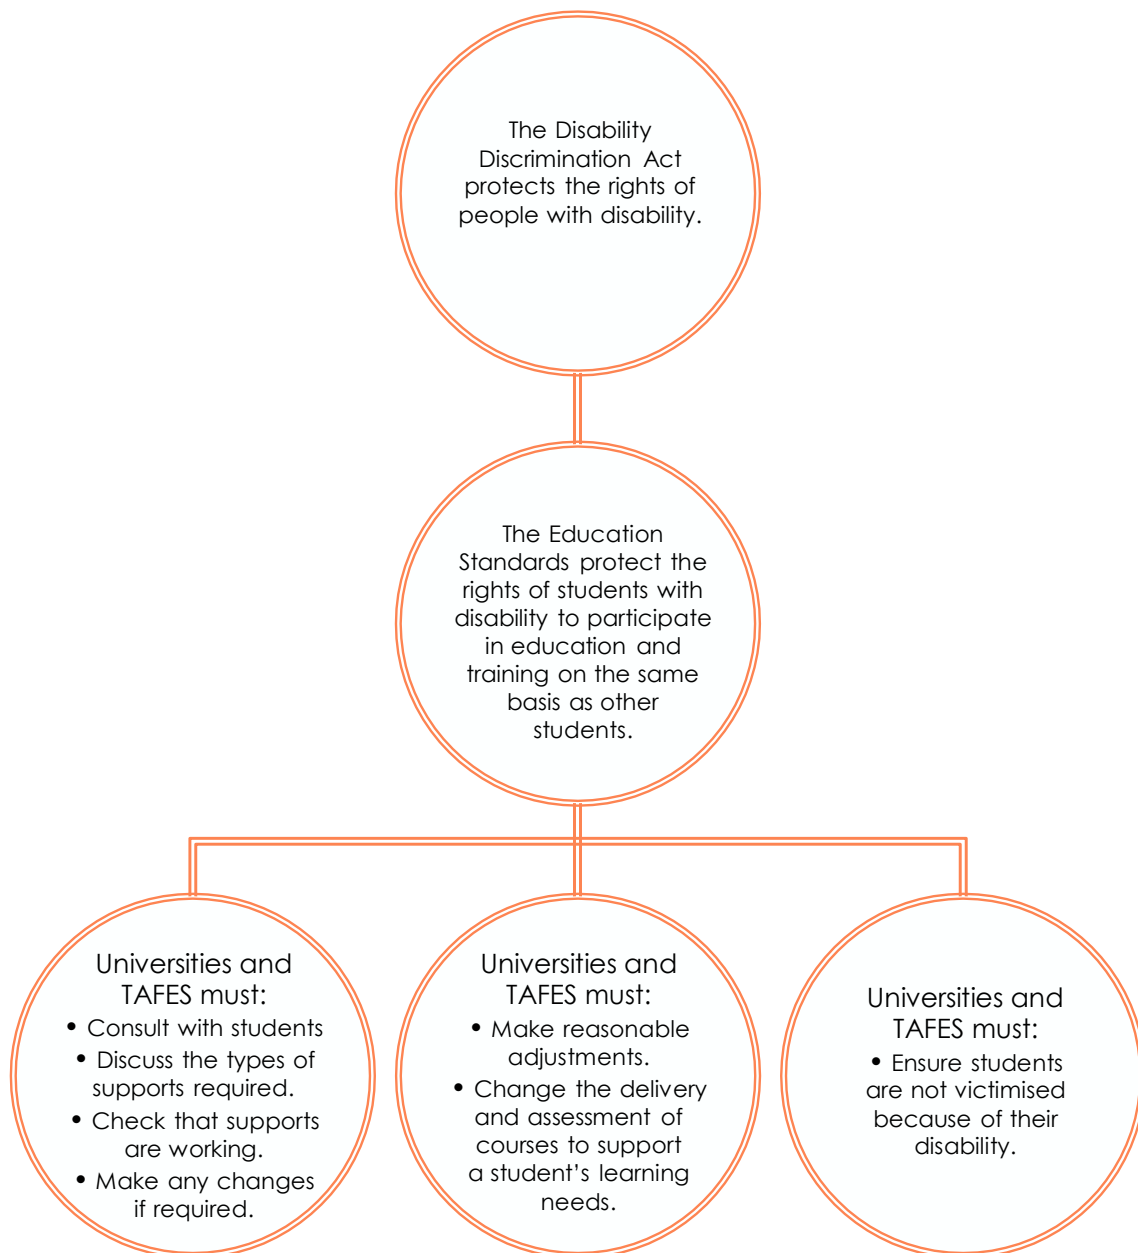 The Disability
Discrimination Act
protects the rights of
people with disability.
The Education
Standards protect the
rights of students with
disability to participate
in education and
training on the same
basis as other
students.
Universities and
TAFES must:
• Consult with students
• Discuss the types of
supports required.
• Check that supports
are working.
• Make any changes
if required.
Universities and
TAFES must:
• Make reasonable
adjustments.
• Change the delivery
and assessment of
courses to support
a student’s learning
needs.
Universities and
TAFES must:
• Ensure students
are not victimised
because of their
disability.